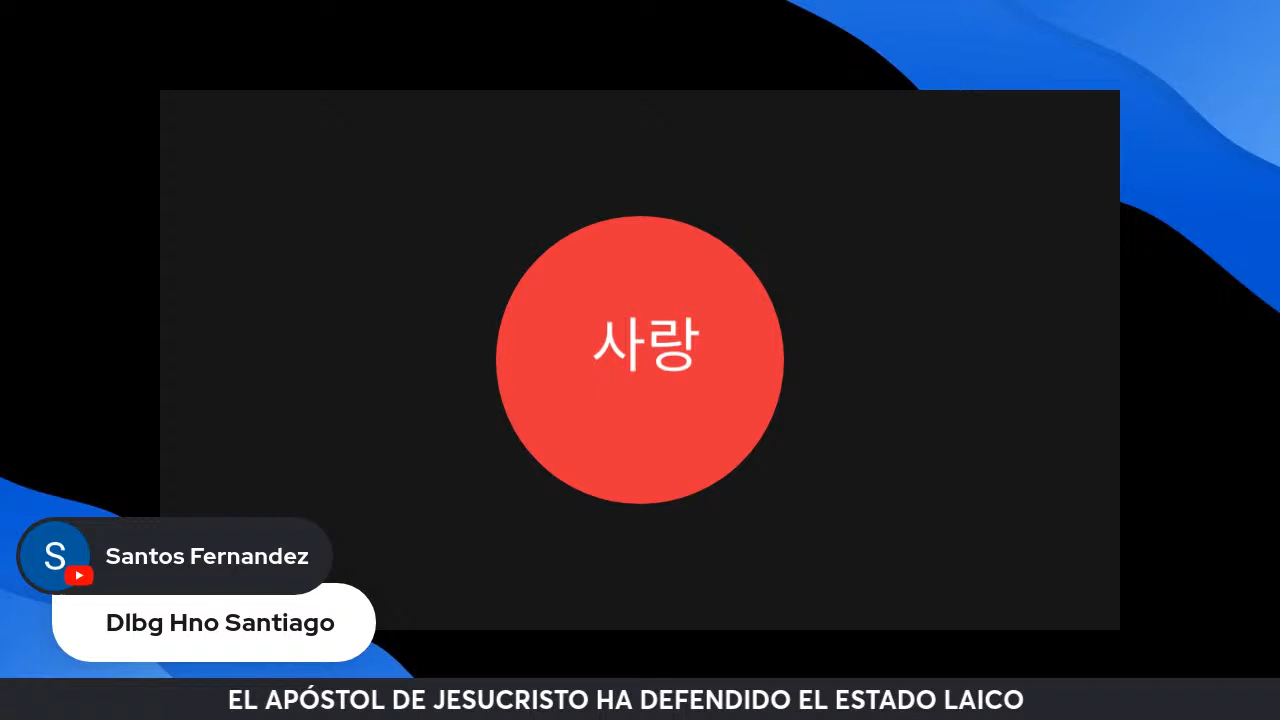 사랑
S
Santos Fernandez
Dlbg Hno Santiago
EL APÓSTOL DE JESUCRISTO HA DEFENDIDO EL ESTADO LAICO